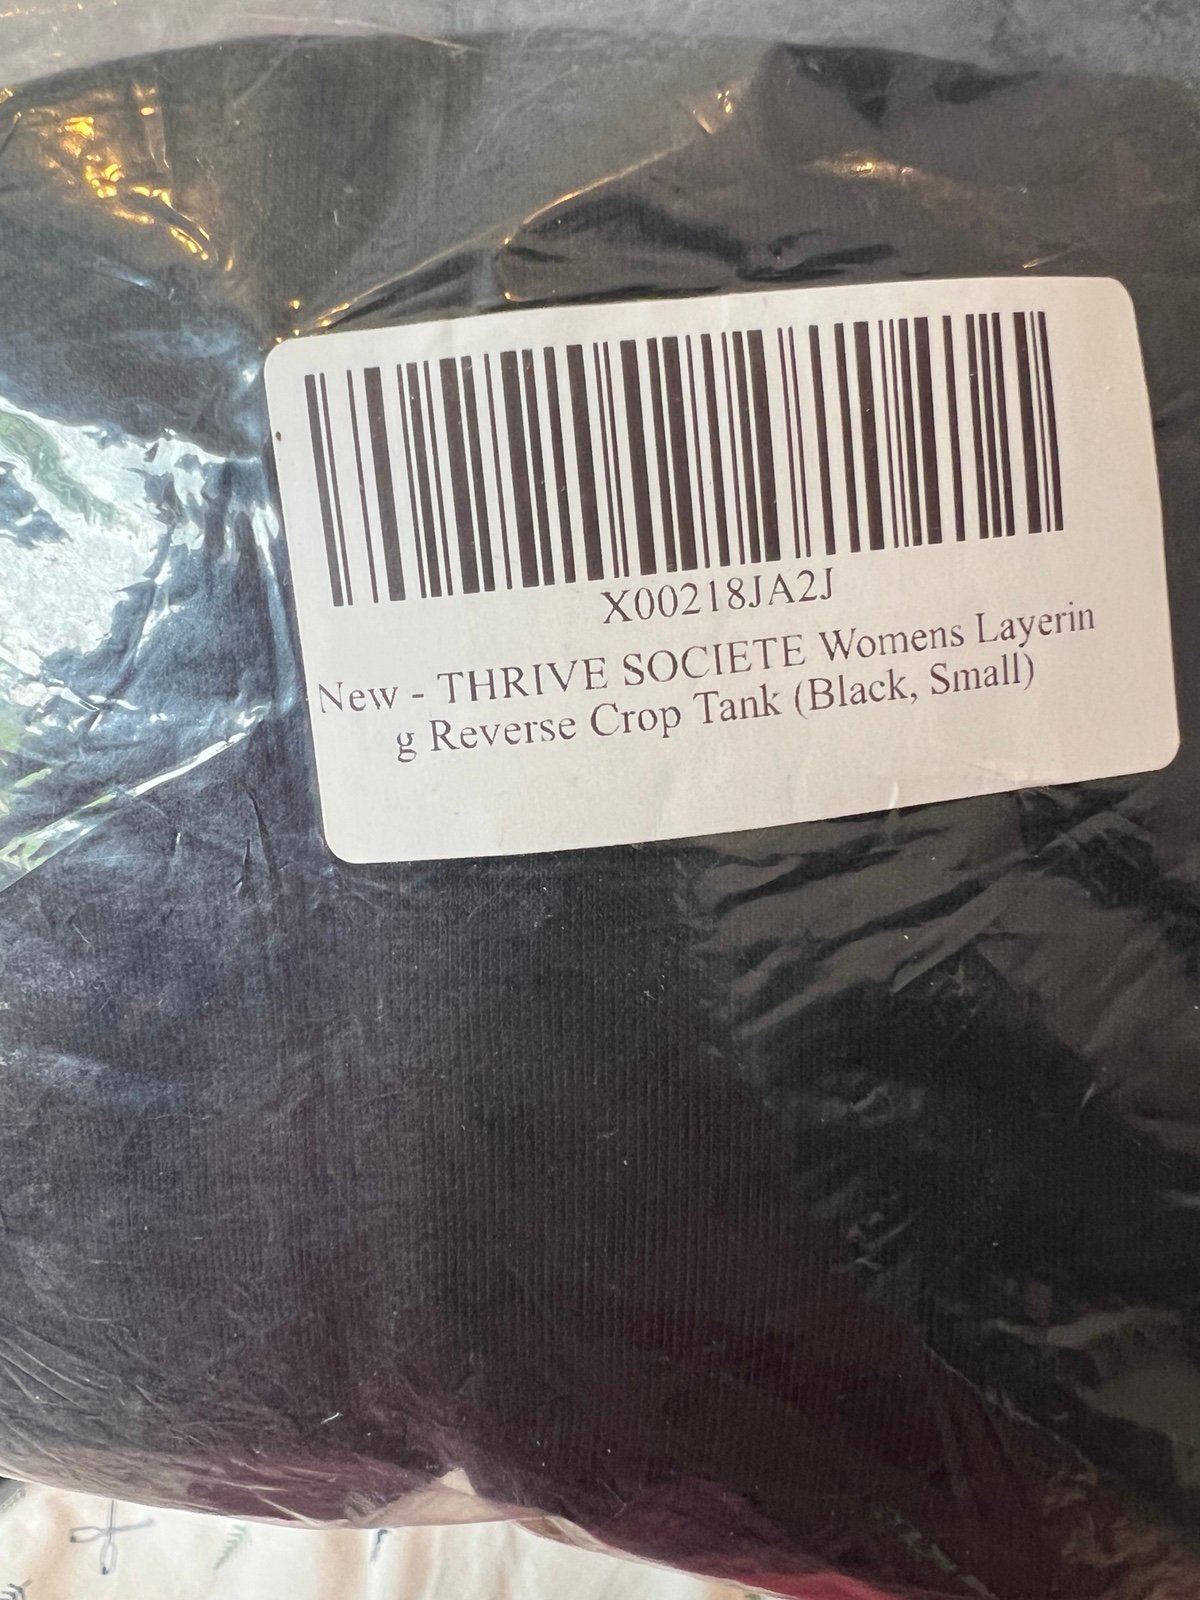 X00218JA2J
New - THRIVE SOCIETE Womens Layerin
g Reverse Crop Tank (Black, Small)